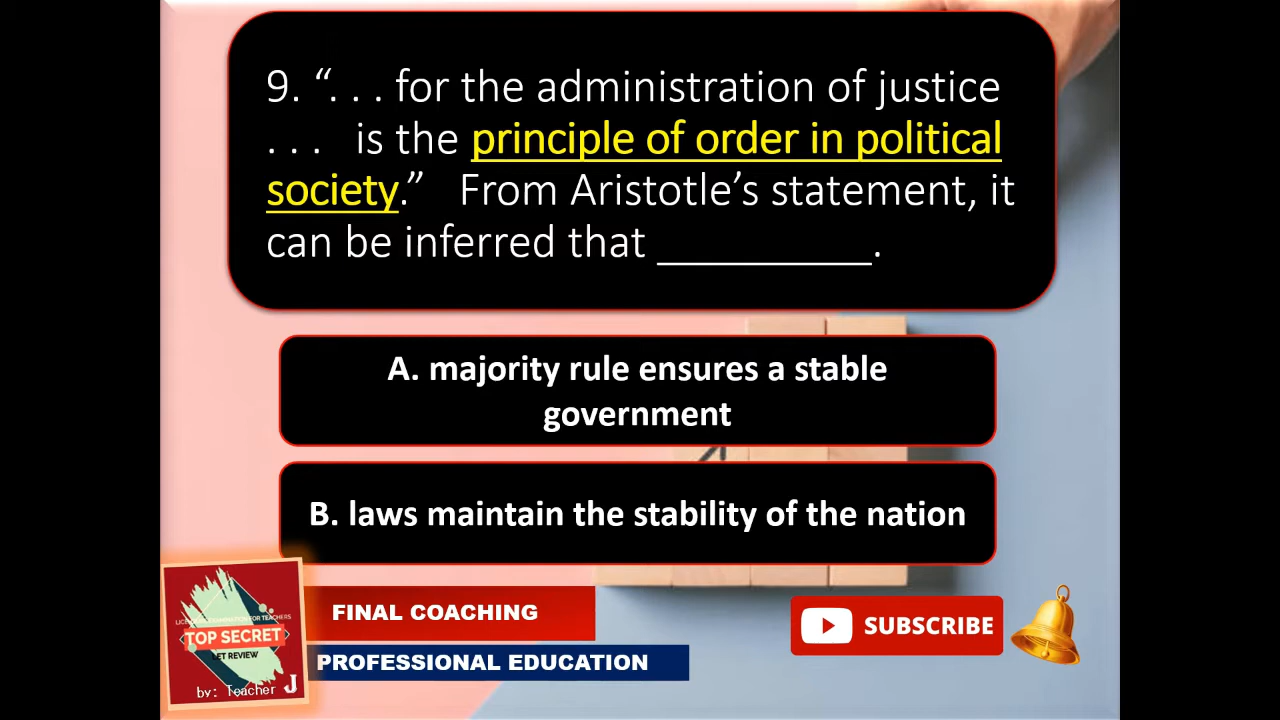 9. “. . . for the administration of justice
. . .   is the principle of order in political
society.”   From Aristotle’s statement, it
can be inferred that __________.
A. majority rule ensures a stable
government
B. laws maintain the stability of the nation
TOP SECRET
LET REVIEW
by: Teacher J
FINAL COACHING
PROFESSIONAL EDUCATION
SUBSCRIBE